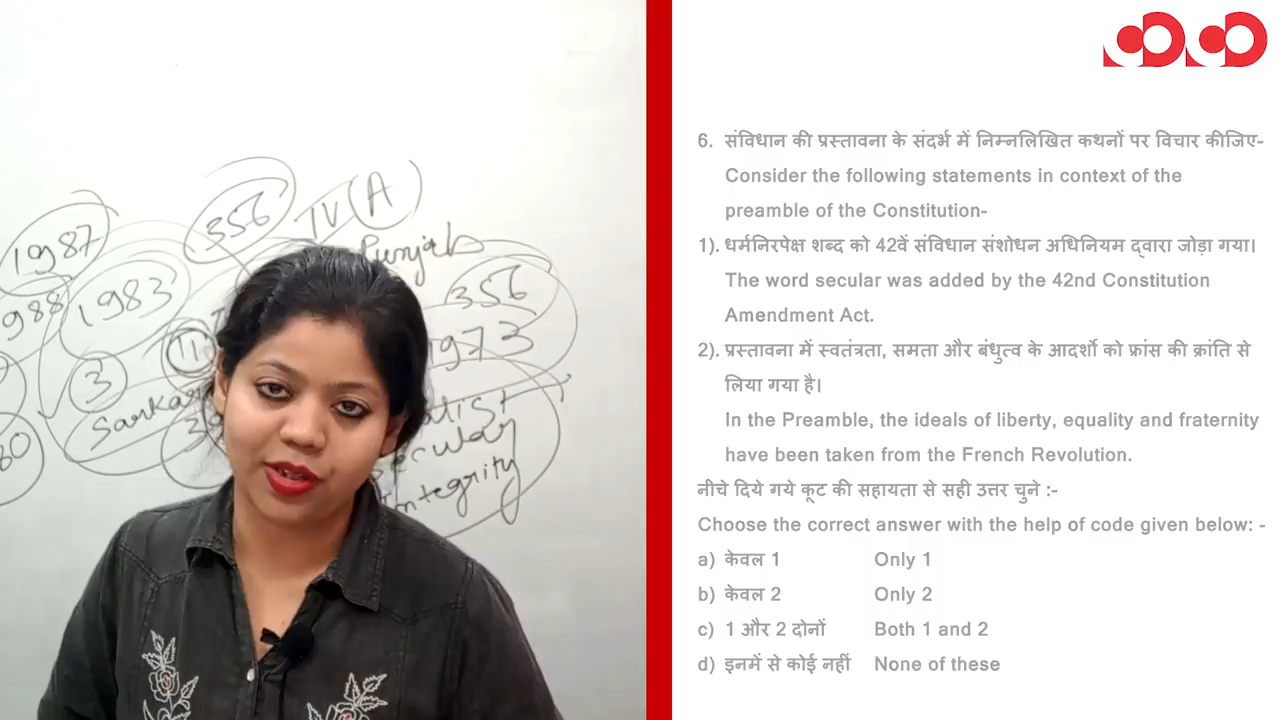 356
IV (A)
1987
Punjab
1983
356
1973
3
III
Sarkar
Integrity
6. संविधान की प्रस्तावना के संदर्भ में निम्नलिखित कथनों पर विचार कीजिए-
Consider the following statements in context of the
preamble of the Constitution-
1). धर्मनिरपेक्ष शब्द को 42वें संविधान संशोधन अधिनियम द्वारा जोड़ा गया।
The word secular was added by the 42nd Constitution
Amendment Act.
2). प्रस्तावना में स्वतंत्रता, समता और बंधुत्व के आदर्शो को फ्रांस की क्रांति से
लिया गया है।
In the Preamble, the ideals of liberty, equality and fraternity
have been taken from the French Revolution.
नीचे दिये गये कूट की सहायता से सही उत्तर चुने :-
Choose the correct answer with the help of code given below: -
a) केवल 1 Only 1
b) केवल 2 Only 2
c) 1 और 2 दोनों Both 1 and 2
d) इनमें से कोई नहीं None of these